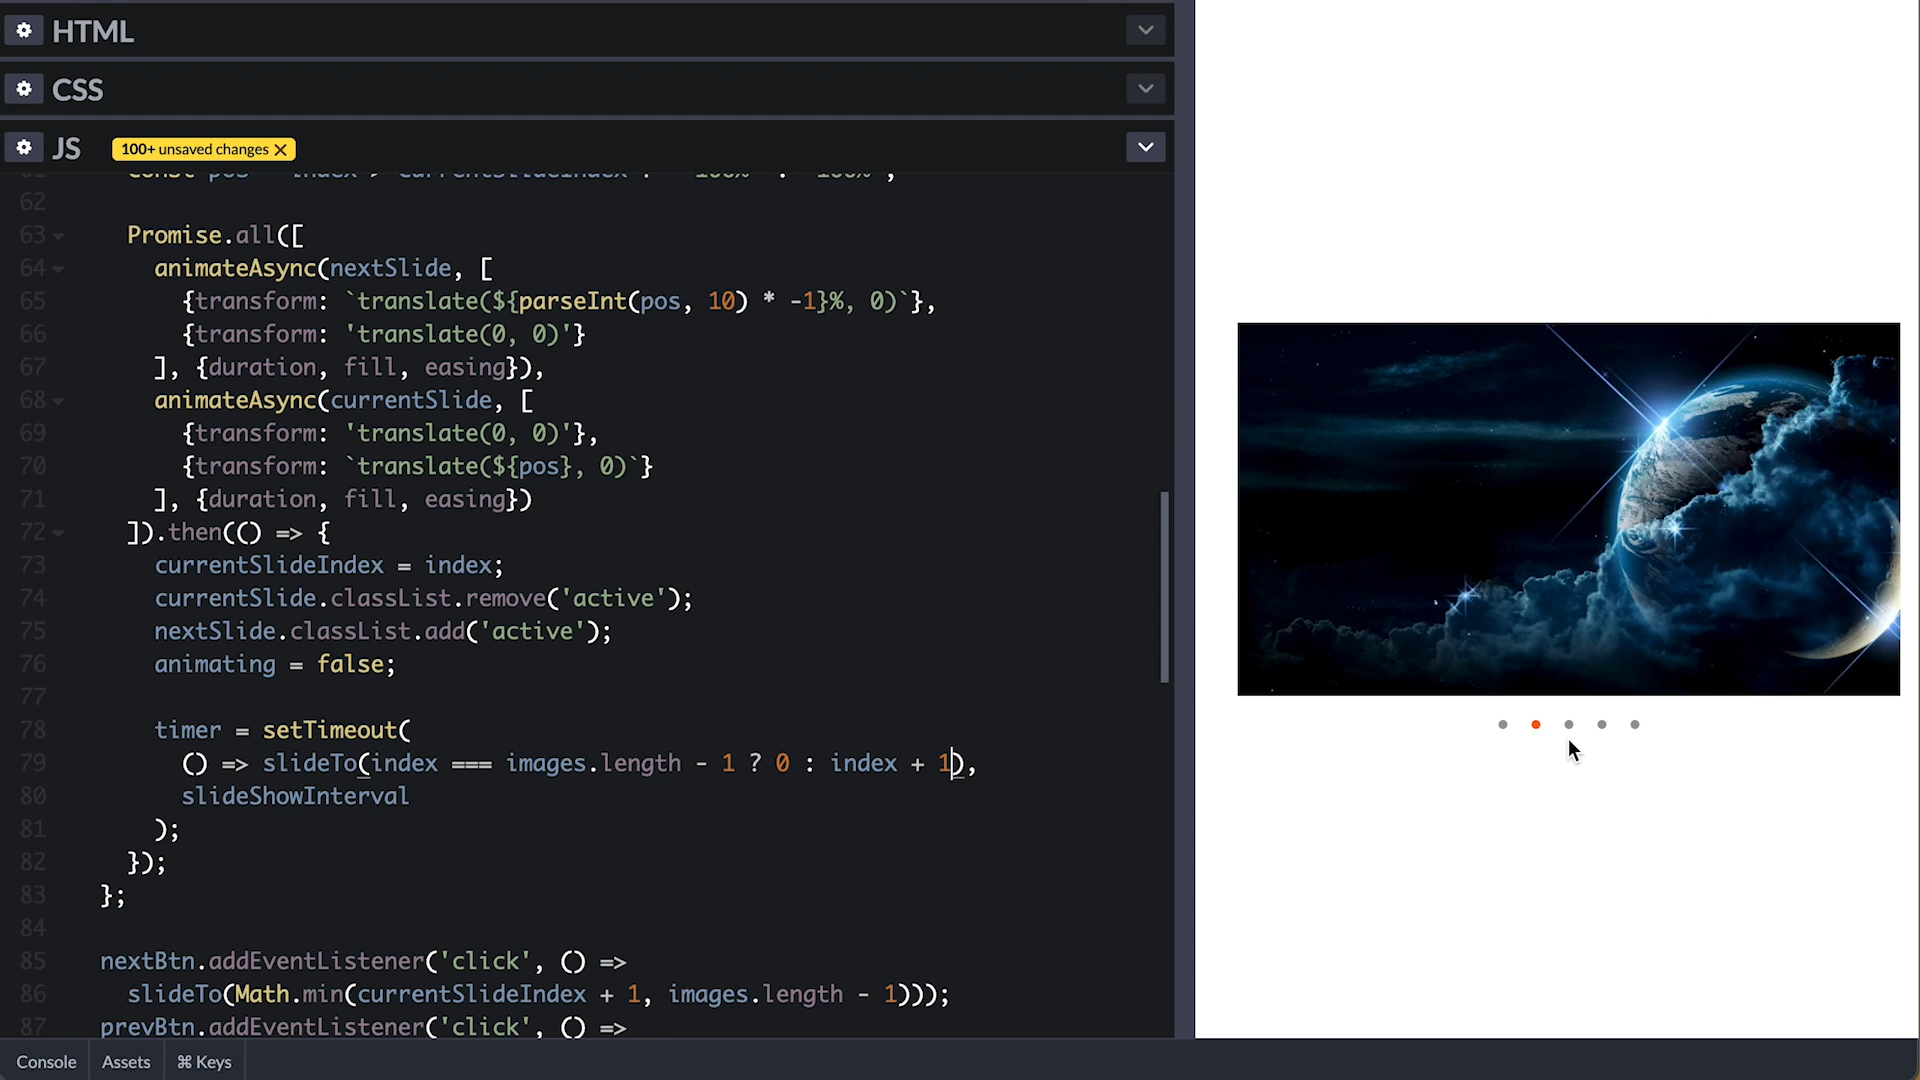 HTML
CSS
JS 100+ unsaved changes
62
63 Promise.all([
64 animateAsync(nextSlide, [
65 {transform: `translate(${parseInt(pos, 10) * -1}%, 0)`},
66 {transform: 'translate(0, 0)'}
67 ], {duration, fill, easing}),
68 animateAsync(currentSlide, [
69 {transform: 'translate(0, 0)'},
70 {transform: `translate(${pos}, 0)`}
71 ], {duration, fill, easing})
72 ]).then(() => {
73 currentSlideIndex = index;
74 currentSlide.classList.remove('active');
75 nextSlide.classList.add('active');
76 animating = false;
77
78 timer = setTimeout(
79 () => slideTo(index === images.length - 1 ? 0 : index + 1),
80 slideShowInterval
81 );
82 });
83 };
84
85 nextBtn.addEventListener('click', () =>
86 slideTo(Math.min(currentSlideIndex + 1, images.length - 1)));
87 prevBtn.addEventListener('click', () =>
Console Assets ⌘ Keys